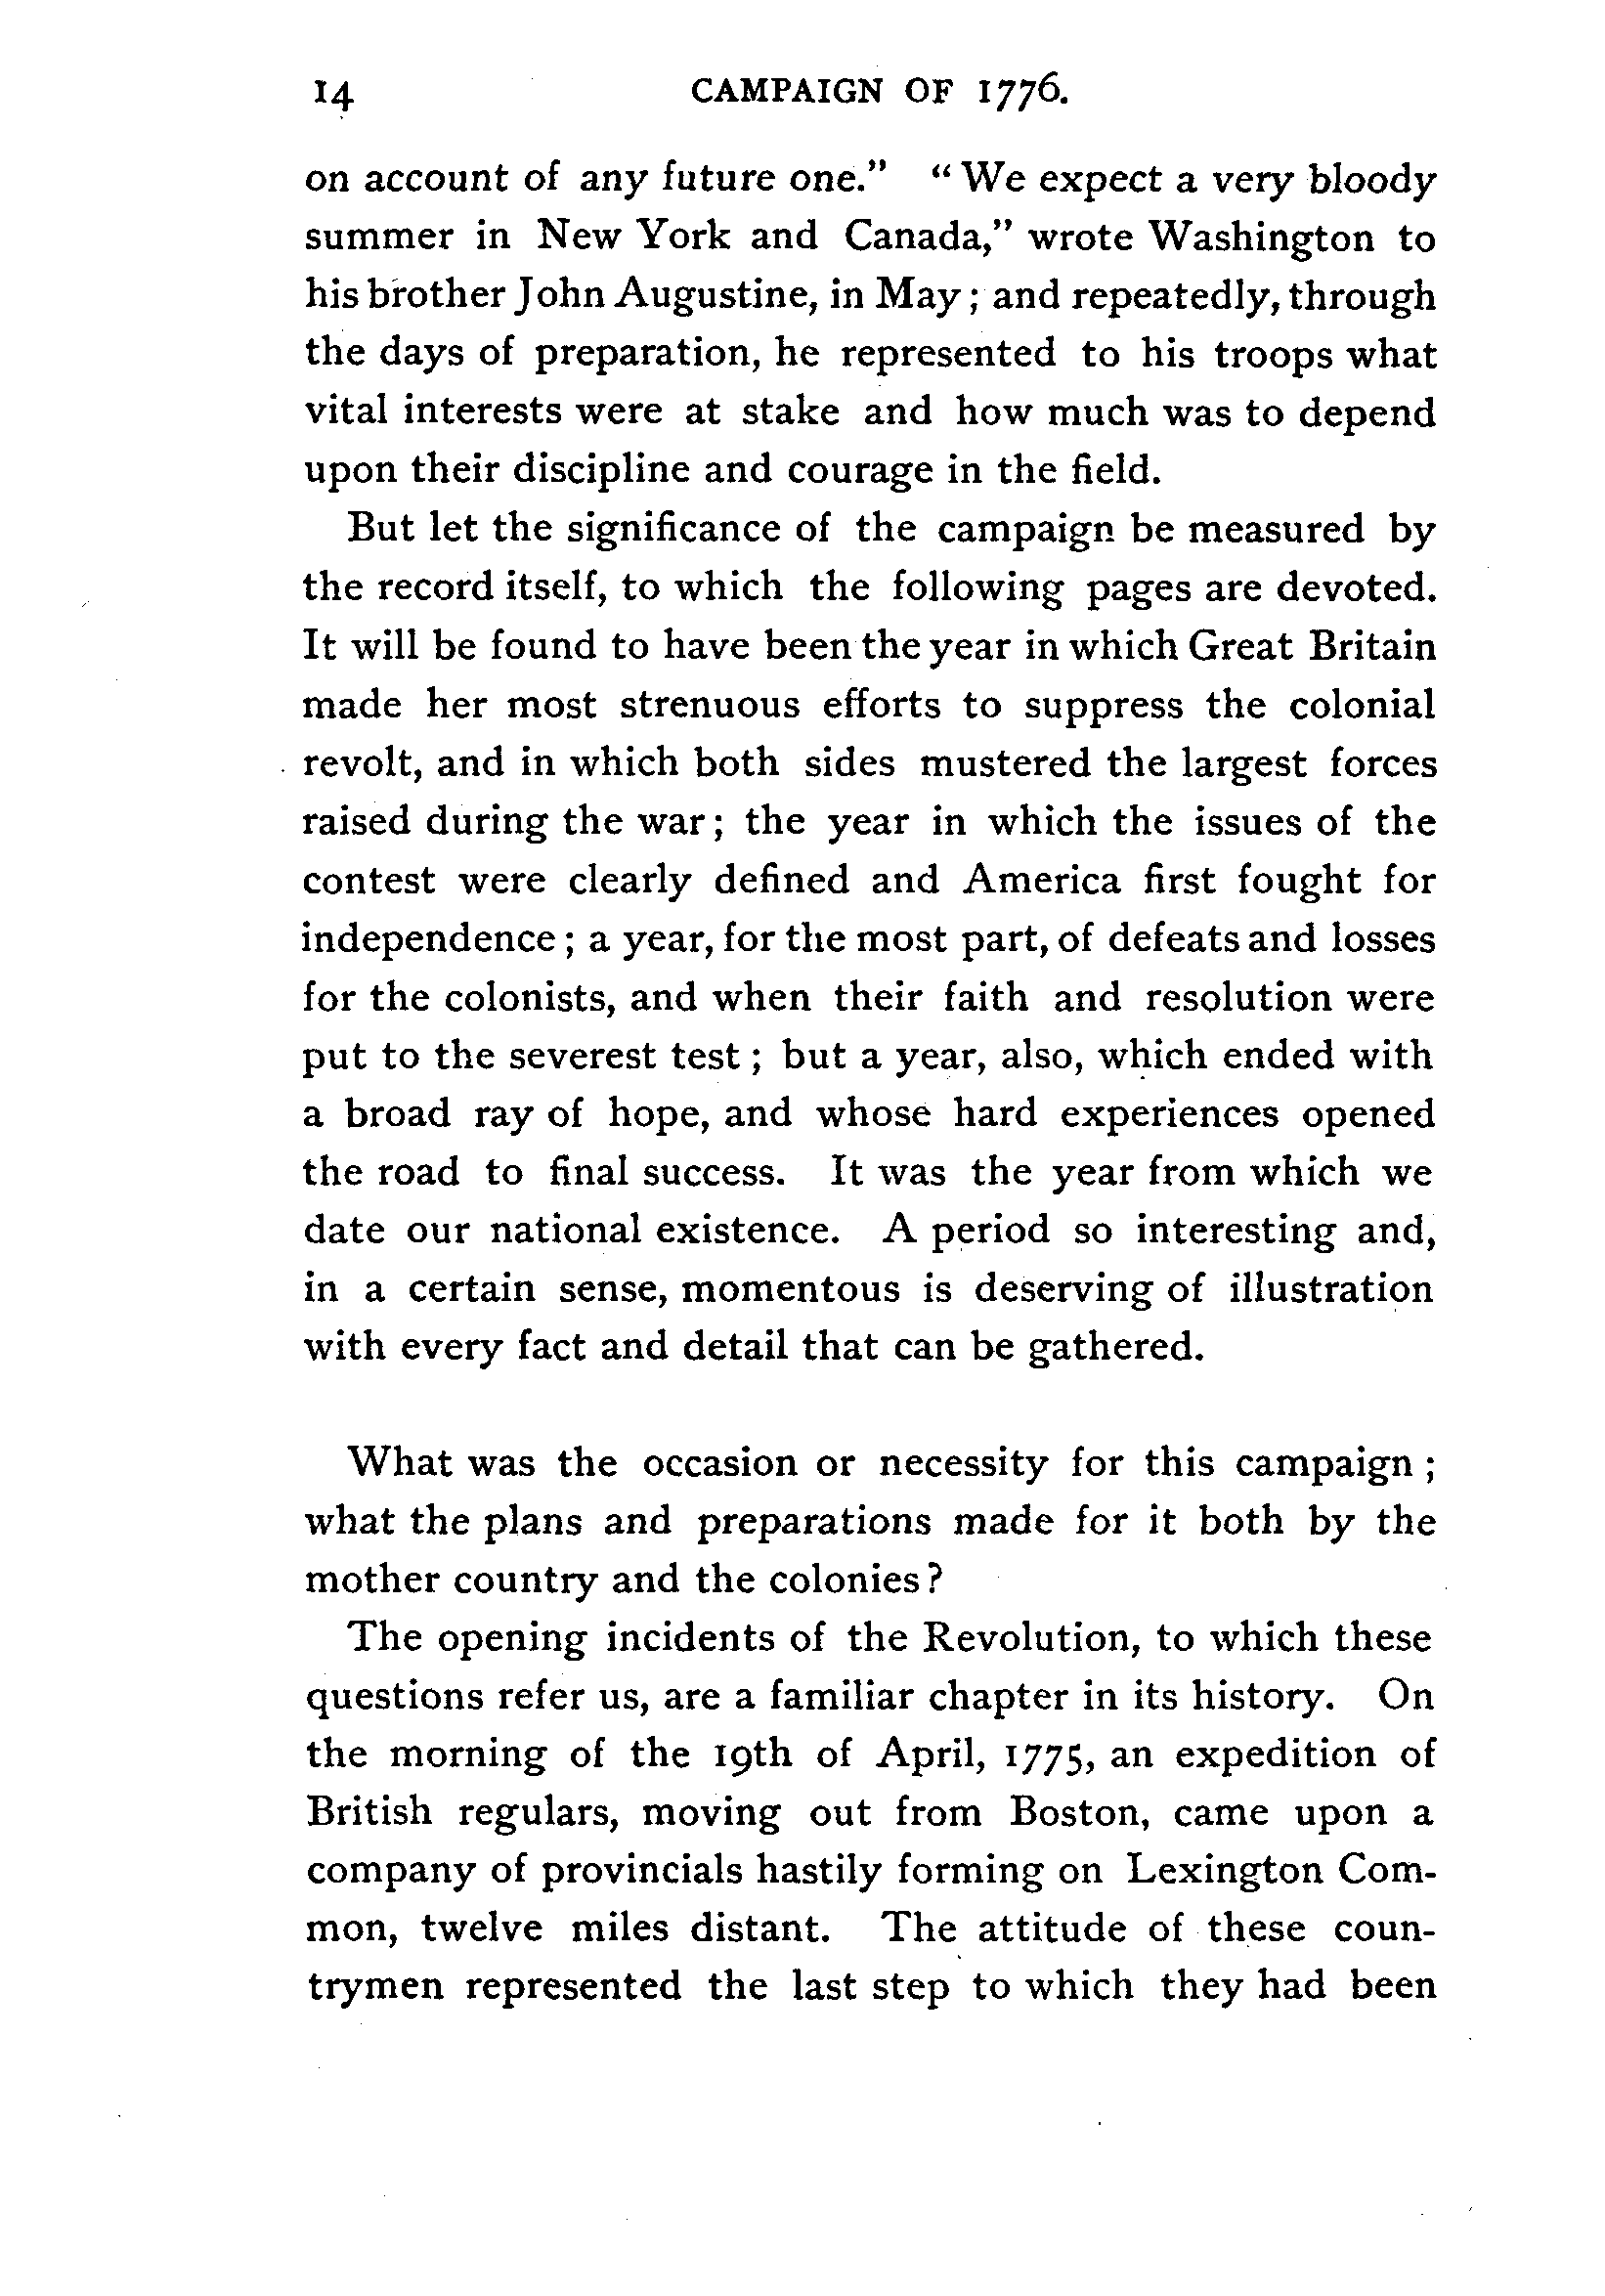 14 CAMPAIGN OF 1776.
on account of any future one." "We expect a very bloody
summer in New York and Canada," wrote Washington to
his brother John Augustine, in May; and repeatedly, through
the days of preparation, he represented to his troops what
vital interests were at stake and how much was to depend
upon their discipline and courage in the field.
But let the significance of the campaign be measured by
the record itself, to which the following pages are devoted.
It will be found to have been the year in which Great Britain
made her most strenuous efforts to suppress the colonial
revolt, and in which both sides mustered the largest forces
raised during the war; the year in which the issues of the
contest were clearly defined and America first fought for
independence; a year, for the most part, of defeats and losses
for the colonists, and when their faith and resolution were
put to the severest test; but a year, also, which ended with
a broad ray of hope, and whose hard experiences opened
the road to final success. It was the year from which we
date our national existence. A period so interesting and,
in a certain sense, momentous is deserving of illustration
with every fact and detail that can be gathered.
What was the occasion or necessity for this campaign;
what the plans and preparations made for it both by the
mother country and the colonies?
The opening incidents of the Revolution, to which these
questions refer us, are a familiar chapter in its history. On
the morning of the 19th of April, 1775, an expedition of
British regulars, moving out from Boston, came upon a
company of provincials hastily forming on Lexington Com-
mon, twelve miles distant. The attitude of these coun-
trymen represented the last step to which they had been